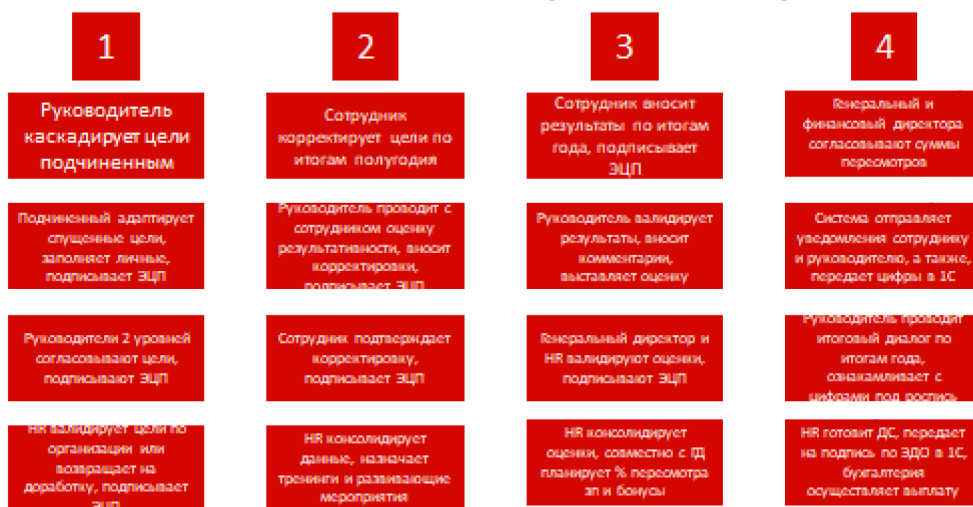 1
Руководитель
каскадирует цели
подчиненным
Подчиненный адаптирует
спущенные цели,
заполняет личные,
подписывает ЭЦП
Руководители 2 уровней
согласовывают цели,
подписывают ЭЦП
HR валидирует цели по
организации или
возвращает на
доработку, подписывает
ЭЦП
2
Сотрудник
корректирует цели по
итогам полугодия
Руководитель проводит с
сотрудником оценку
результативности, вносит
корректировки,
подписывает ЭЦП
Сотрудник подтверждает
корректировку,
подписывает ЭЦП
HR консолидирует
данные, назначает
тренинги и развивающие
мероприятия
3
Сотрудник вносит
результаты по итогам
года, подписывает
ЭЦП
Руководитель валидирует
результаты, вносит
комментарии,
выставляет оценку
Генеральный директор и
HR валидируют оценки,
подписывают ЭЦП
HR консолидирует
оценки, совместно с ГД
планирует % пересмотра
зп и бонусы
4
Генеральный и
финансовый директора
согласовывают суммы
пересмотров
Система отправляет
уведомления сотруднику
и руководителю, а также,
передает цифры в 1С
Руководитель проводит
итоговый диалог по
итогам года,
ознакамливает с
цифрами под роспись
HR готовит ДС, передает
на подпись по ЭДО в 1С,
бухгалтерия
осуществляет выплату